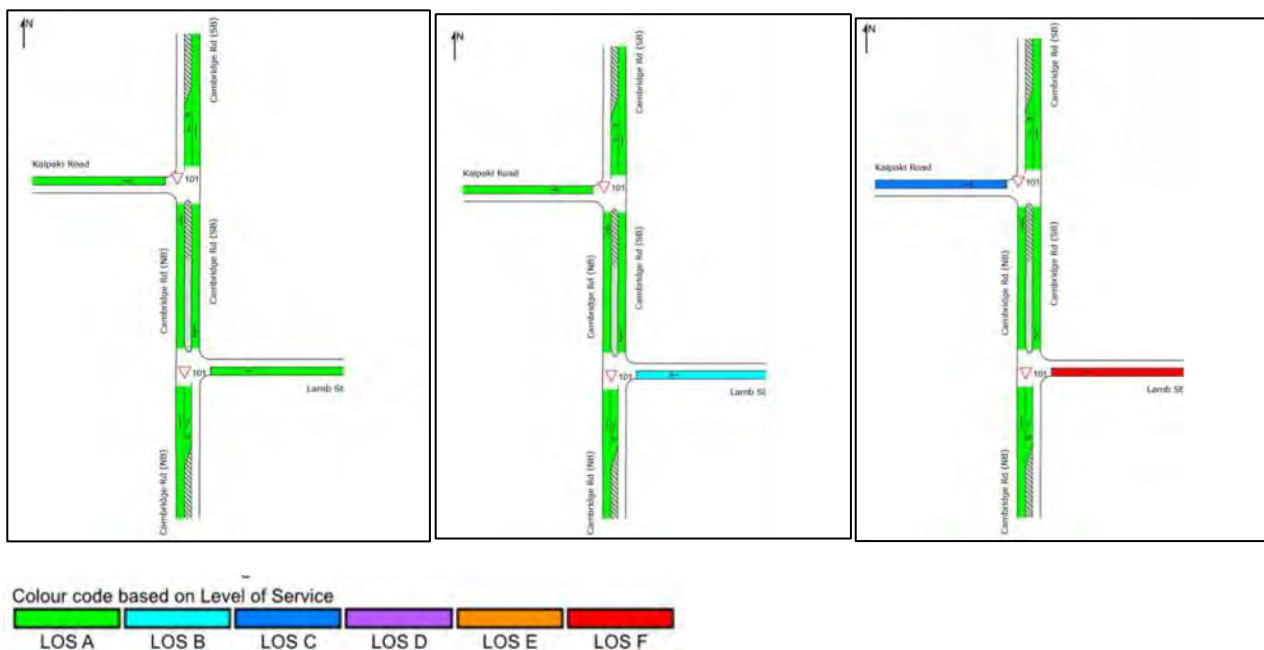 N
Cambridge Rd (SB)
Kaipaki Road
101
Cambridge Rd (SB)
Cambridge Rd (NB)
101
Lamb St
Cambridge Rd (NB)
N
Cambridge Rd (SB)
Kaipaki Road
101
Cambridge Rd (SB)
Cambridge Rd (NB)
101
Lamb St
Cambridge Rd (NB)
N
Cambridge Rd (SB)
Kaipaki Road
101
Cambridge Rd (SB)
Cambridge Rd (NB)
101
Lamb St
Cambridge Rd (NB)
Colour code based on Level of Service
LOS A LOS B LOS C LOS D LOS E LOS F